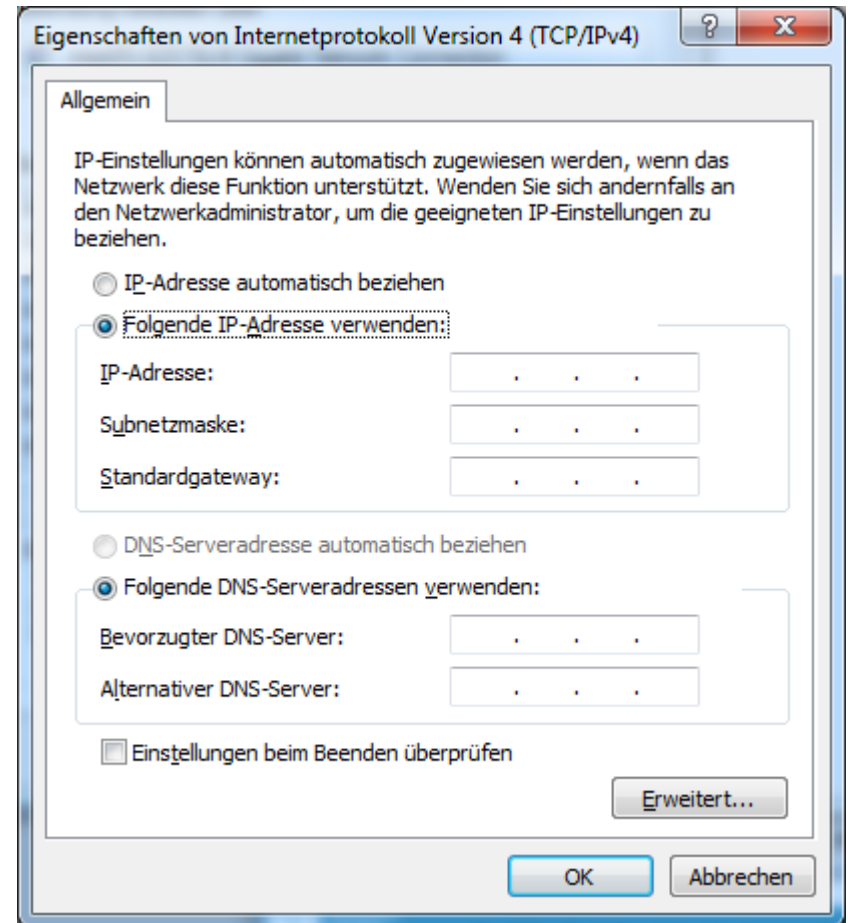 Eigenschaften von Internetprotokoll Version 4 (TCP/IPv4)
Allgemein
IP-Einstellungen können automatisch zugewiesen werden, wenn das
Netzwerk diese Funktion unterstützt. Wenden Sie sich andernfalls an
den Netzwerkadministrator, um die geeigneten IP-Einstellungen zu
beziehen.
IP-Adresse automatisch beziehen
Folgende IP-Adresse verwenden:
IP-Adresse: . . .
Subnetzmaske: . . .
Standardgateway: . . .
DNS-Serveradresse automatisch beziehen
Folgende DNS-Serveradressen verwenden:
Bevorzugter DNS-Server: . . .
Alternativer DNS-Server: . . .
Einstellungen beim Beenden überprüfen
Erweitert...
OK Abbrechen